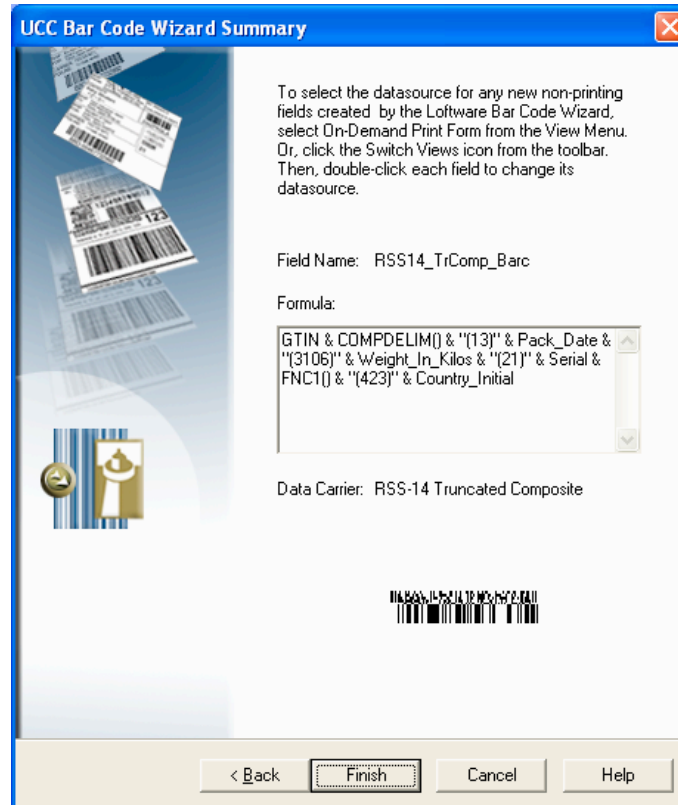 UCC Bar Code Wizard Summary
To select the datasource for any new non-printing
fields created by the Loftware Bar Code Wizard,
select On-Demand Print Form from the View Menu.
Or, click the Switch Views icon from the toolbar.
Then, double-click each field to change its
datasource.
Field Name: RSS14_TrComp_Barc
Formula:
GTIN & COMPDELIM() & "(13)" & Pack_Date &
"(3106)" & Weight_In_Kilos & "(21)" & Serial &
FNC1() & "(423)" & Country_Initial
Data Carrier: RSS-14 Truncated Composite
< Back Finish Cancel Help